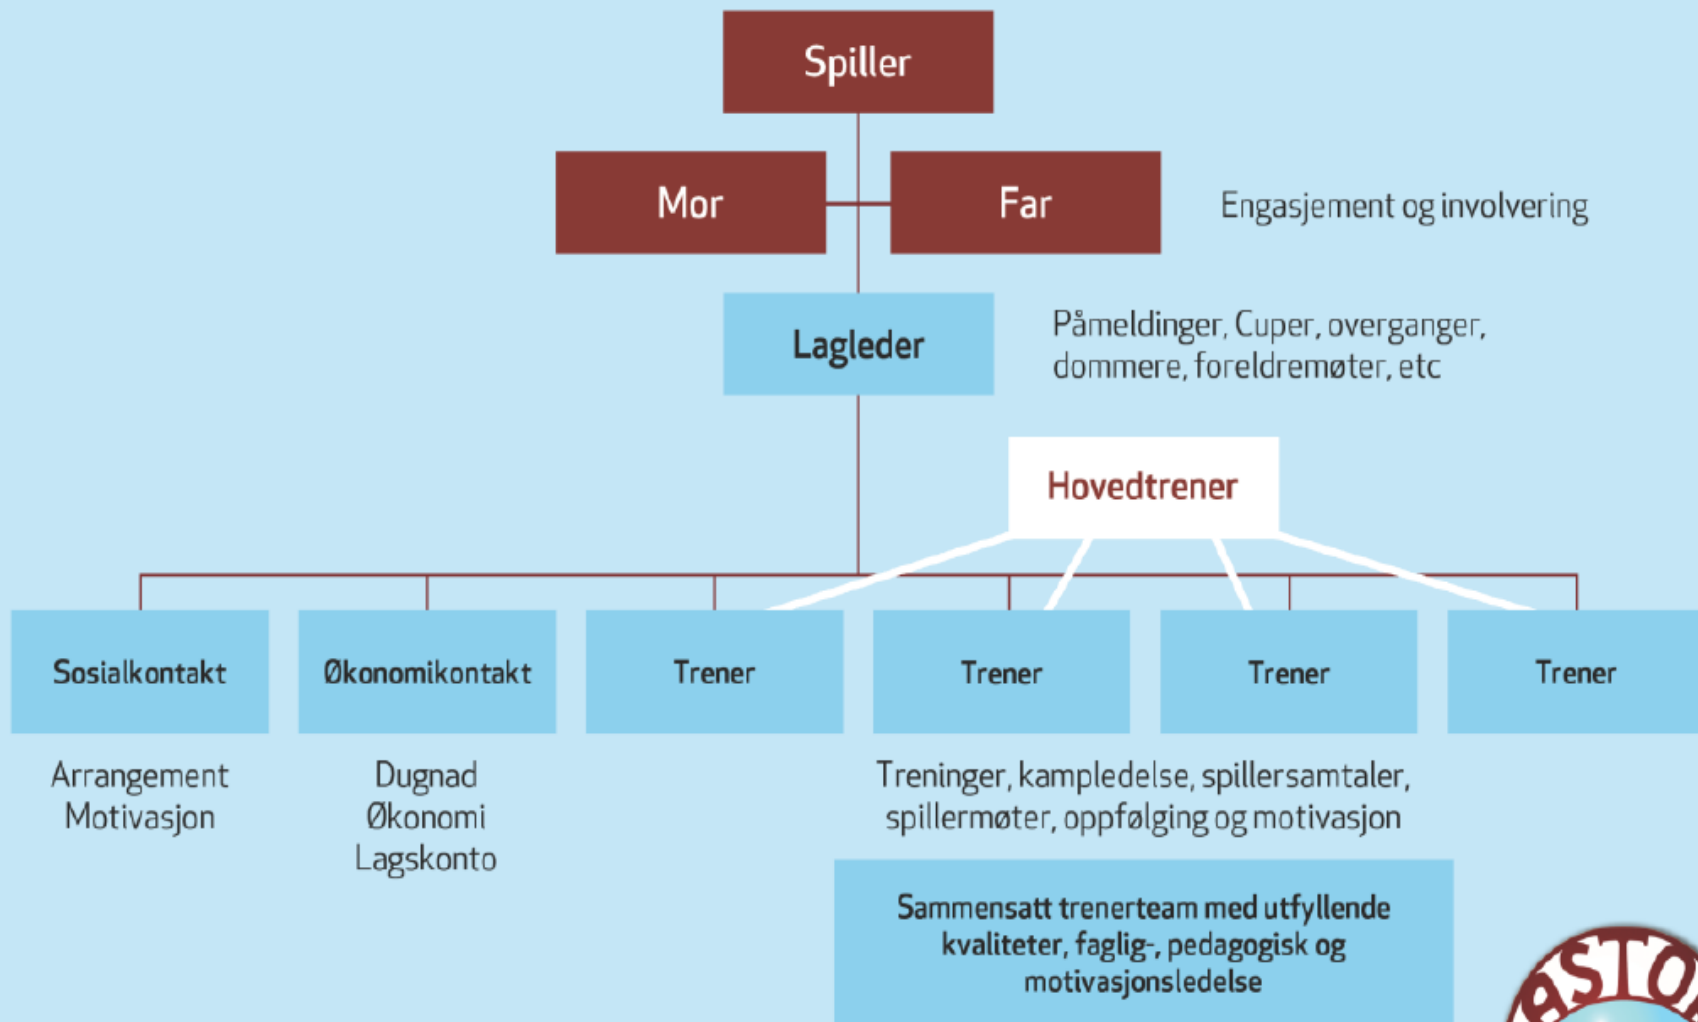 Spiller
Mor
Far
Engasjement og involvering
Lagleder
Påmeldinger, Cuper, overganger,
dommere, foreldremøter, etc
Hovedtrener
Sosialkontakt
Økonomikontakt
Trener
Trener
Trener
Trener
Arrangement
Motivasjon
Dugnad
Økonomi
Lagskonto
Treninger, kampledelse, spillersamtaler,
spillermøter, oppfølging og motivasjon
Sammensatt trenerteam med utfyllende
kvaliteter, faglig-, pedagogisk og
motivasjonsledelse